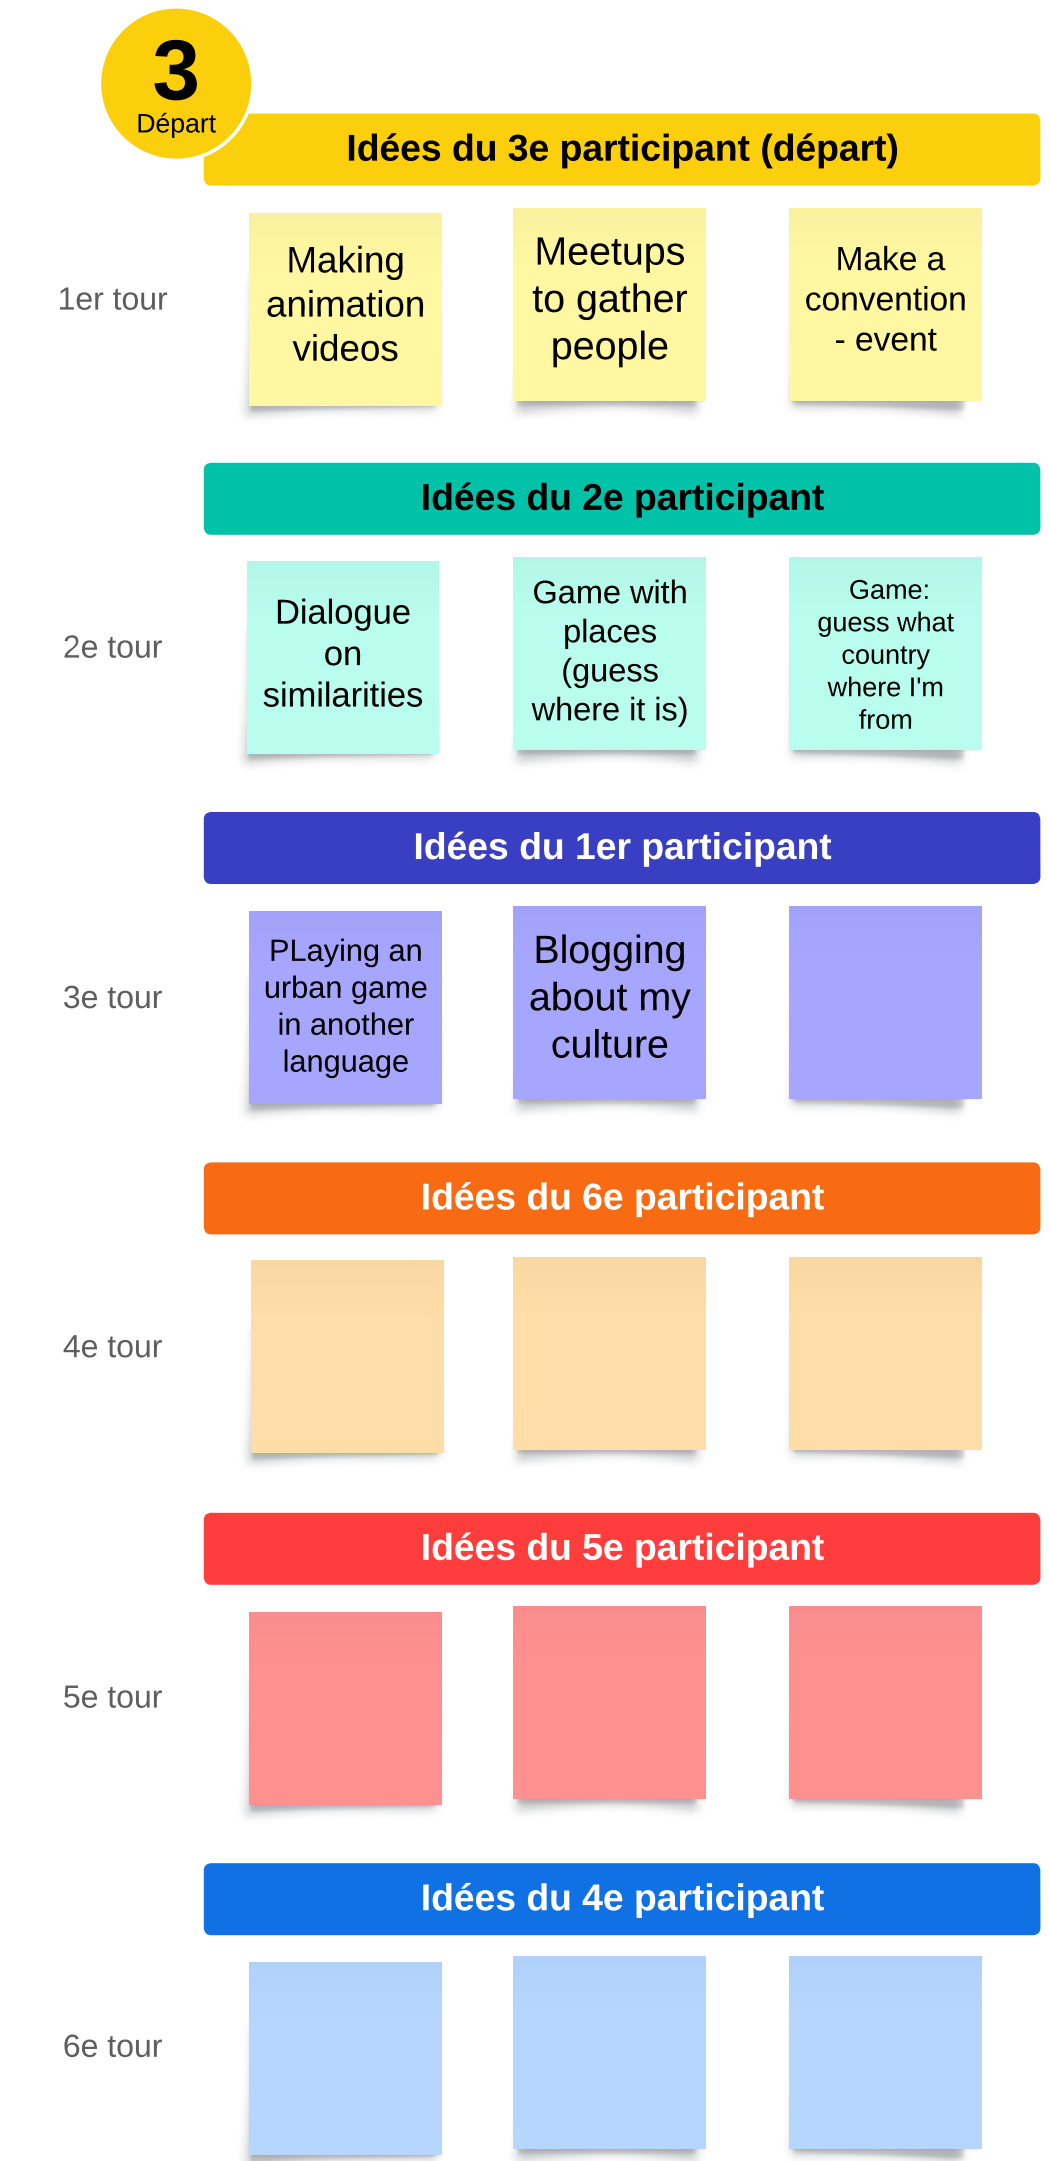 3
Départ
Idées du 3e participant (départ)
1er tour
Making
animation
videos
Meetups
to gather
people
Make a
convention
- event
Idées du 2e participant
2e tour
Dialogue
on
similarities
Game with
places
(guess
where it is)
Game:
guess what
country
where I'm
from
Idées du 1er participant
3e tour
PLaying an
urban game
in another
language
Blogging
about my
culture
Idées du 6e participant
4e tour
Idées du 5e participant
5e tour
Idées du 4e participant
6e tour